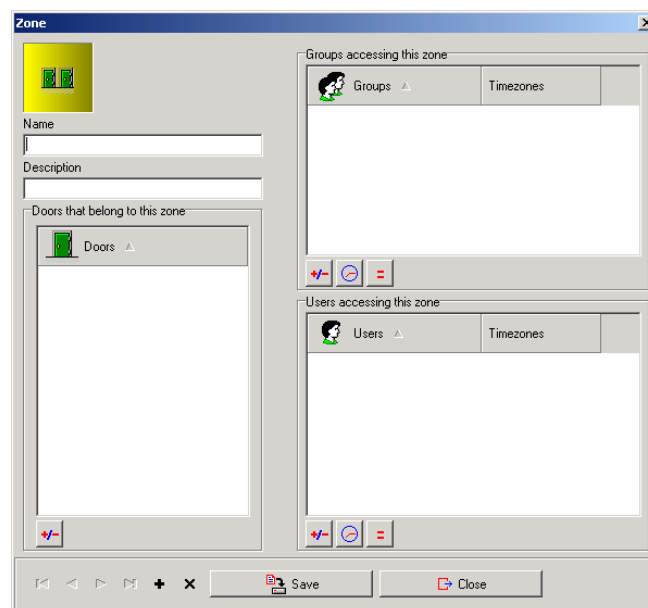 Zone
Name
Description
Doors that belong to this zone
Doors
+/-
Groups accessing this zone
Groups Timezones
+/- =
Users accessing this zone
Users Timezones
+/- =
Save Close